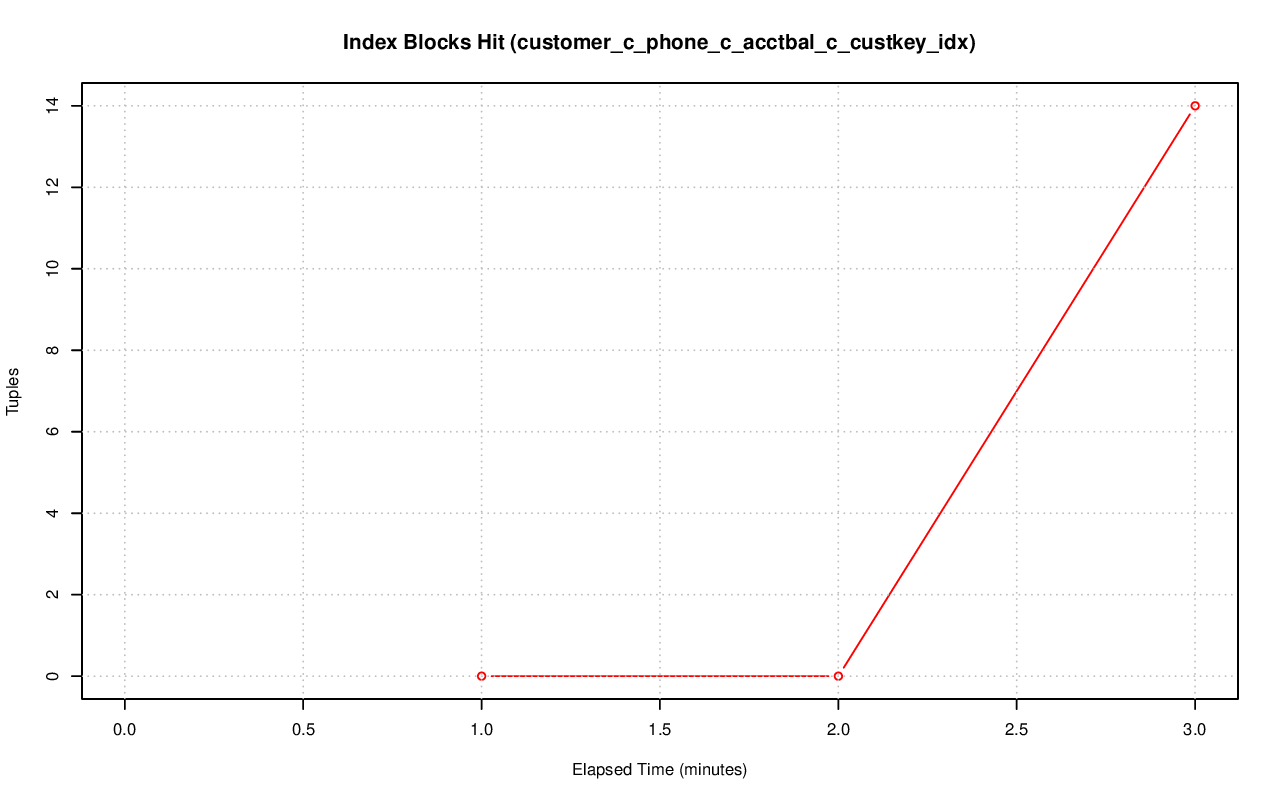 Index Blocks Hit (customer_c_phone_c_acctbal_c_custkey_idx)
Tuples
14
12
10
8
6
4
2
0
0.0 0.5 1.0 1.5 2.0 2.5 3.0
Elapsed Time (minutes)